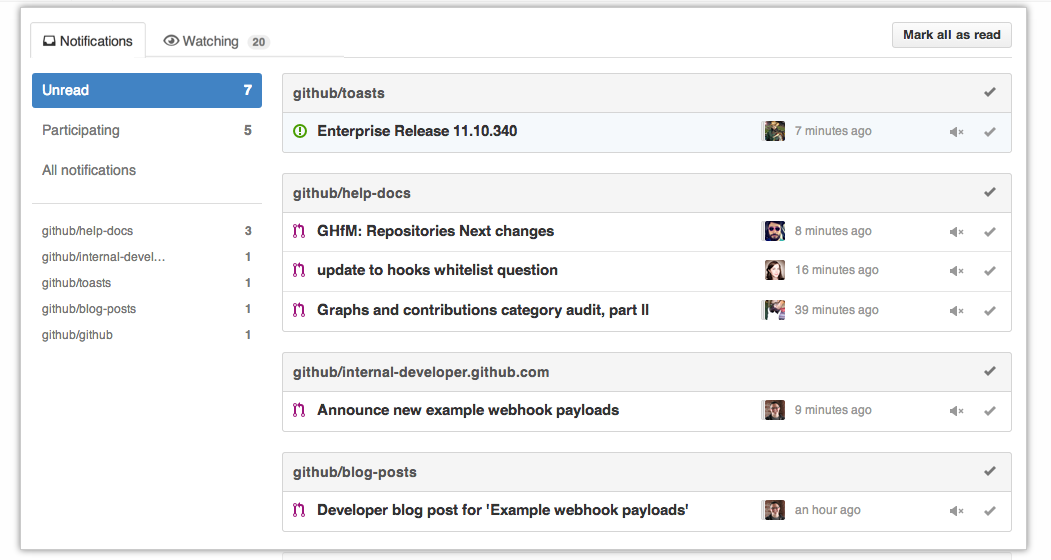 Notifications
Watching 20
Mark all as read
Unread 7
Participating 5
All notifications
github/help-docs 3
github/internal-devel... 1
github/toasts 1
github/blog-posts 1
github/github 1
github/toasts
Enterprise Release 11.10.340 7 minutes ago
github/help-docs
GHfM: Repositories Next changes 8 minutes ago
update to hooks whitelist question 16 minutes ago
Graphs and contributions category audit, part II 39 minutes ago
github/internal-developer.github.com
Announce new example webhook payloads 9 minutes ago
github/blog-posts
Developer blog post for 'Example webhook payloads' an hour ago